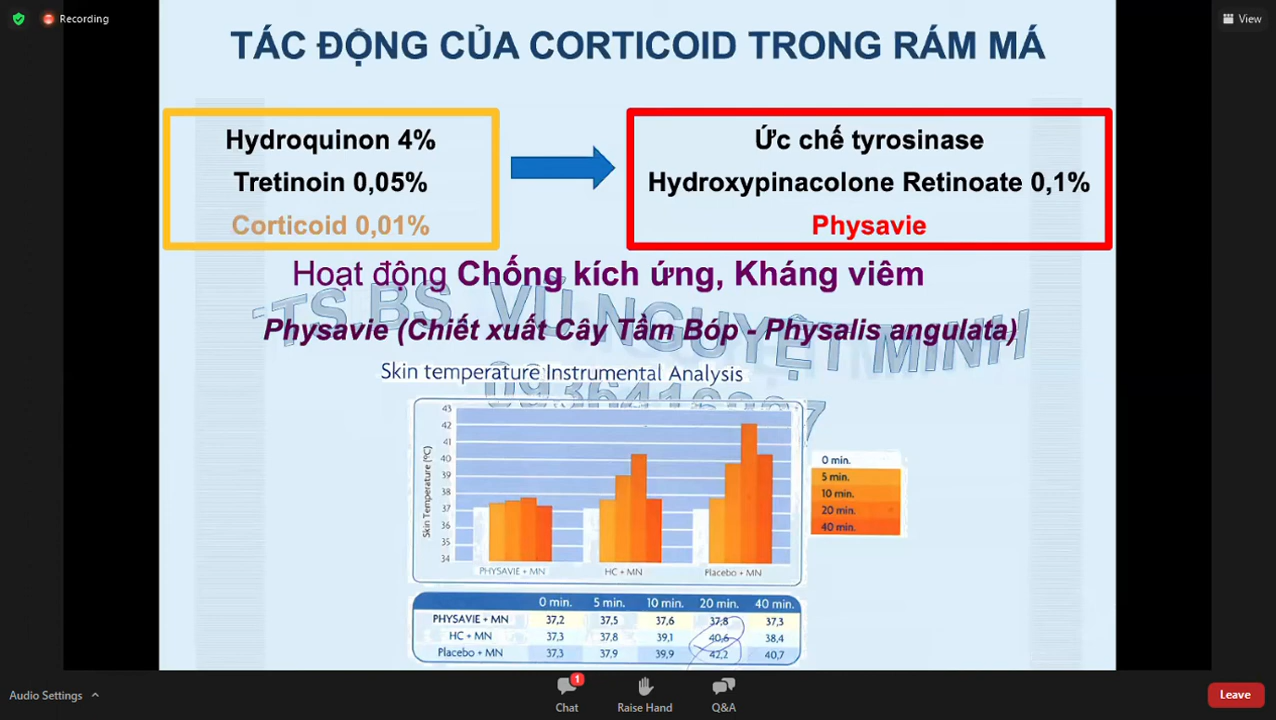 Recording
View
TÁC ĐỘNG CỦA CORTICOID TRONG RÁM MÁ
Hydroquinon 4%
Tretinoin 0,05%
Corticoid 0,01%
Ức chế tyrosinase
Hydroxypinacolone Retinoate 0,1%
Physavie
Hoạt động Chống kích ứng, Kháng viêm
TS.BS. VŨ NGUYỆT MINH
Physavie (Chiết xuất Cây Tầm Bóp - Physalis angulata)
Skin temperature Instrumental Analysis
Skin Temperature (ºC)
43
42
41
40
39
38
37
36
35
34
PHYSAVIE + MN HC + MN Placebo + MN
0 min.
5 min.
10 min.
20 min.
40 min.
0 min. 5 min. 10 min. 20 min. 40 min.
PHYSAVIE + MN 37,2 37,5 37,6 37,8 37,3
HC + MN 37,3 37,8 39,1 40,6 38,4
Placebo + MN 37,3 37,9 39,9 42,2 40,7
Audio Settings
1
Chat
Raise Hand
Q&A
Leave